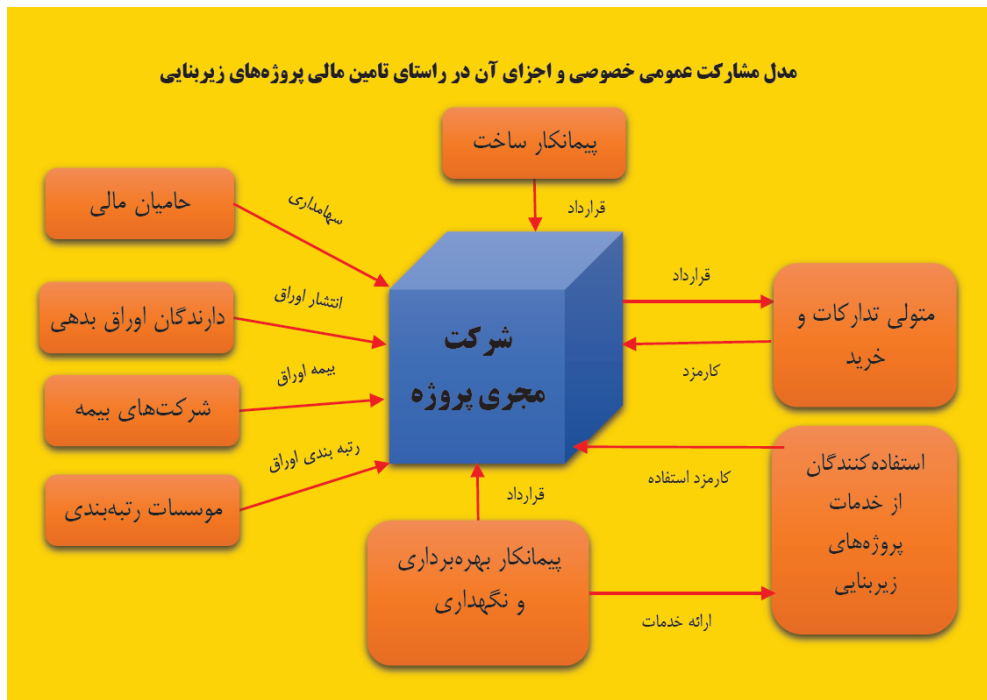 مدل مشارکت عمومی خصوصی و اجزای آن در راستای تامین مالی پروژه‌های زیربنایی
پیمانکار ساخت
قرارداد
حامیان مالی
سهامداری
دارندگان اوراق بدهی
انتشار اوراق
شرکت‌های بیمه
بیمه اوراق
موسسات رتبه‌بندی
رتبه بندی اوراق
شرکت
مجری پروژه
قرارداد
متولی تدارکات و
خرید
کارمزد
استفاده‌کنندگان
از خدمات
پروژه‌های
زیربنایی
کارمزد استفاده
قرارداد
پیمانکار بهره‌برداری
و نگهداری
ارائه خدمات